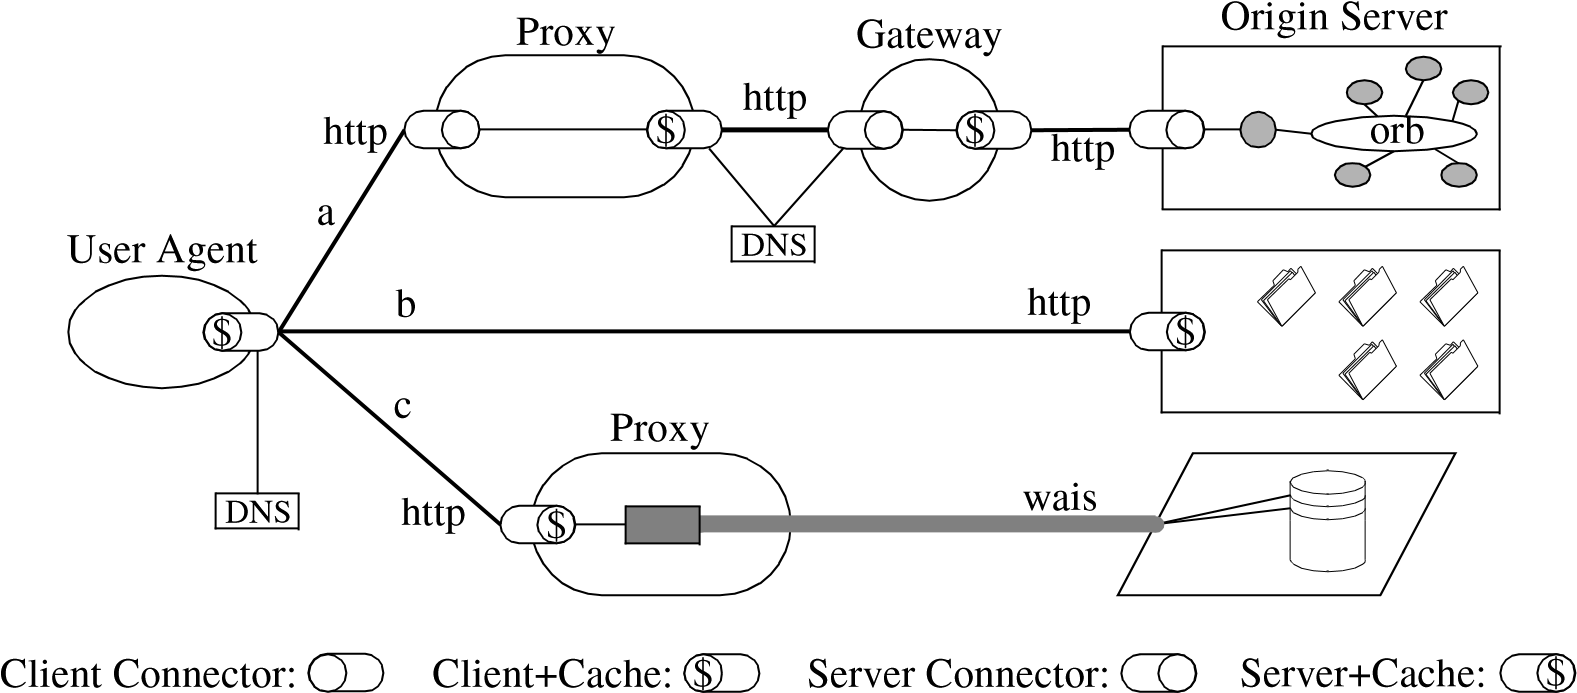 Origin Server
Proxy
Gateway
http
http
$
$
orb
http
a
User Agent
DNS
b
http
$
$
c
Proxy
DNS
http
$
wais
Client Connector:
Client+Cache: $
Server Connector:
Server+Cache: $